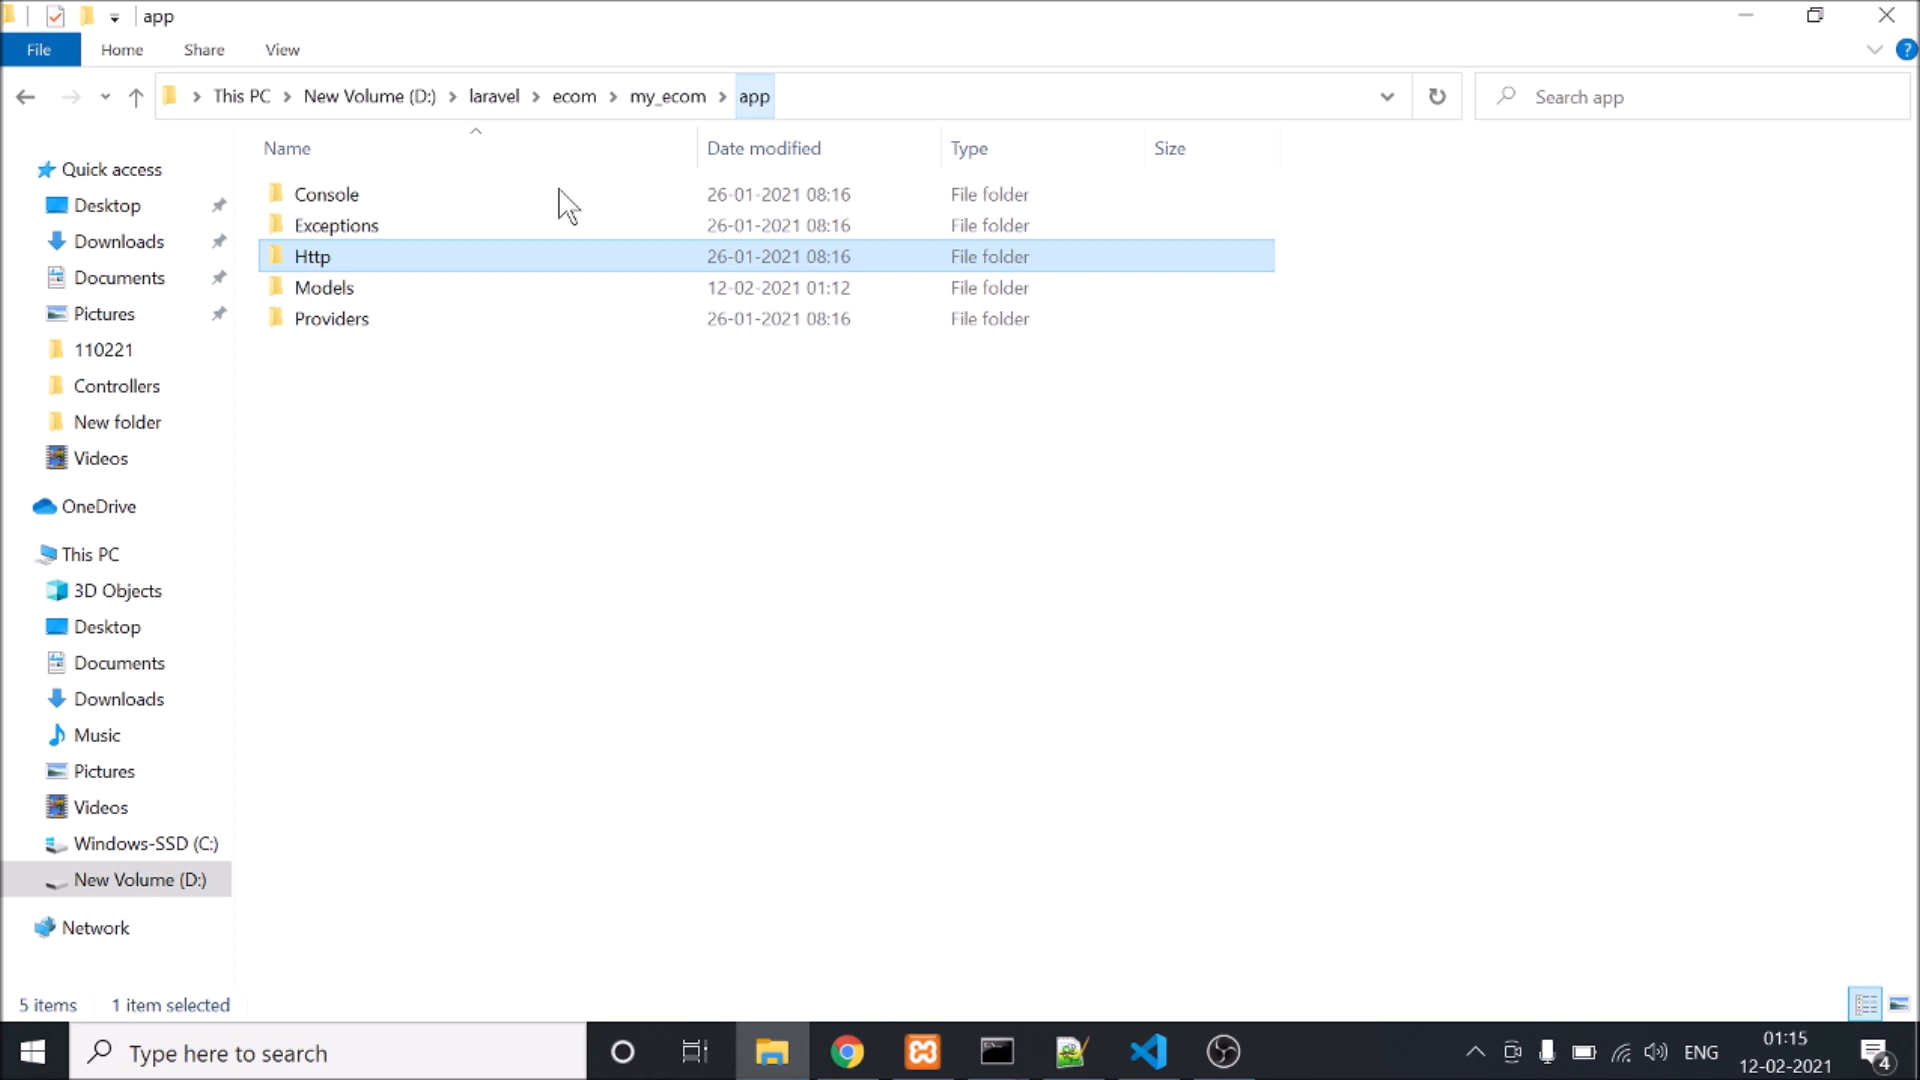 app
File Home Share View
This PC New Volume (D:) laravel ecom my_ecom app
Search app
Name Date modified Type Size
Console 26-01-2021 08:16 File folder
Exceptions 26-01-2021 08:16 File folder
Http 26-01-2021 08:16 File folder
Models 12-02-2021 01:12 File folder
Providers 26-01-2021 08:16 File folder
Quick access
Desktop
Downloads
Documents
Pictures
110221
Controllers
New folder
Videos
OneDrive
This PC
3D Objects
Desktop
Documents
Downloads
Music
Pictures
Videos
Windows-SSD (C:)
New Volume (D:)
Network
5 items 1 item selected
Type here to search
ENG
01:15
12-02-2021
4